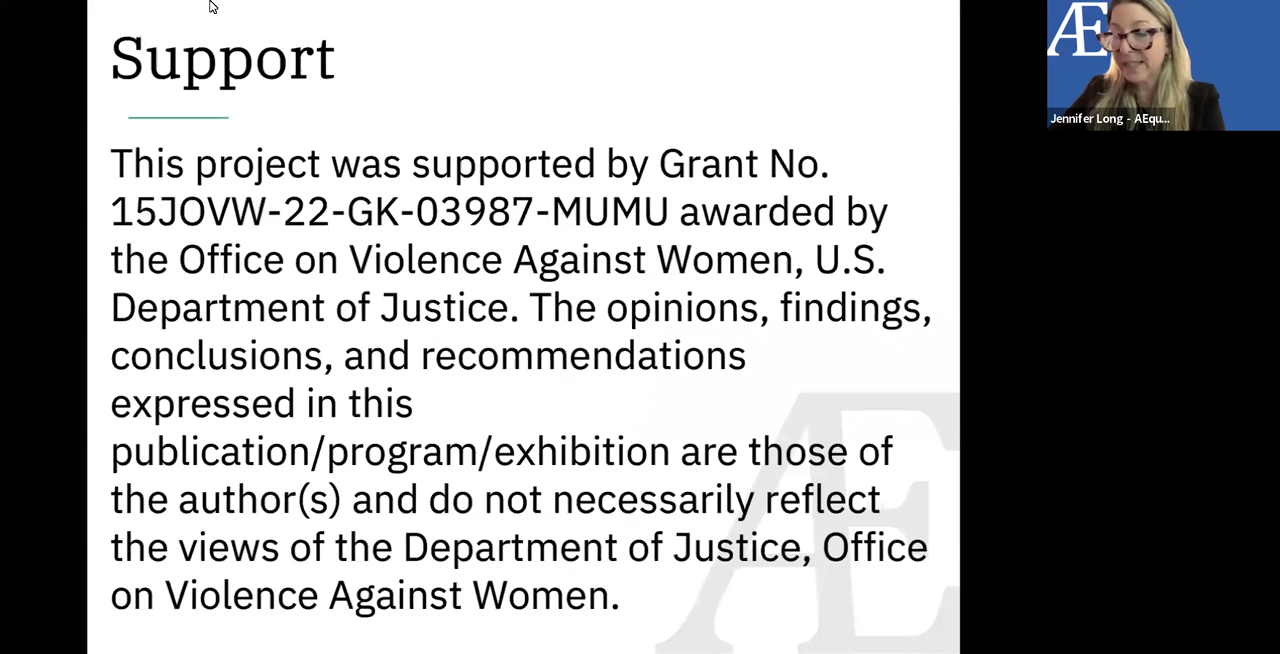 Support
This project was supported by Grant No.
15JOVW-22-GK-03987-MUMU awarded by
the Office on Violence Against Women, U.S.
Department of Justice. The opinions, findings,
conclusions, and recommendations
expressed in this
publication/program/exhibition are those of
the author(s) and do not necessarily reflect
the views of the Department of Justice, Office
on Violence Against Women.
Æ
Æ
Jennifer Long - AEqu...